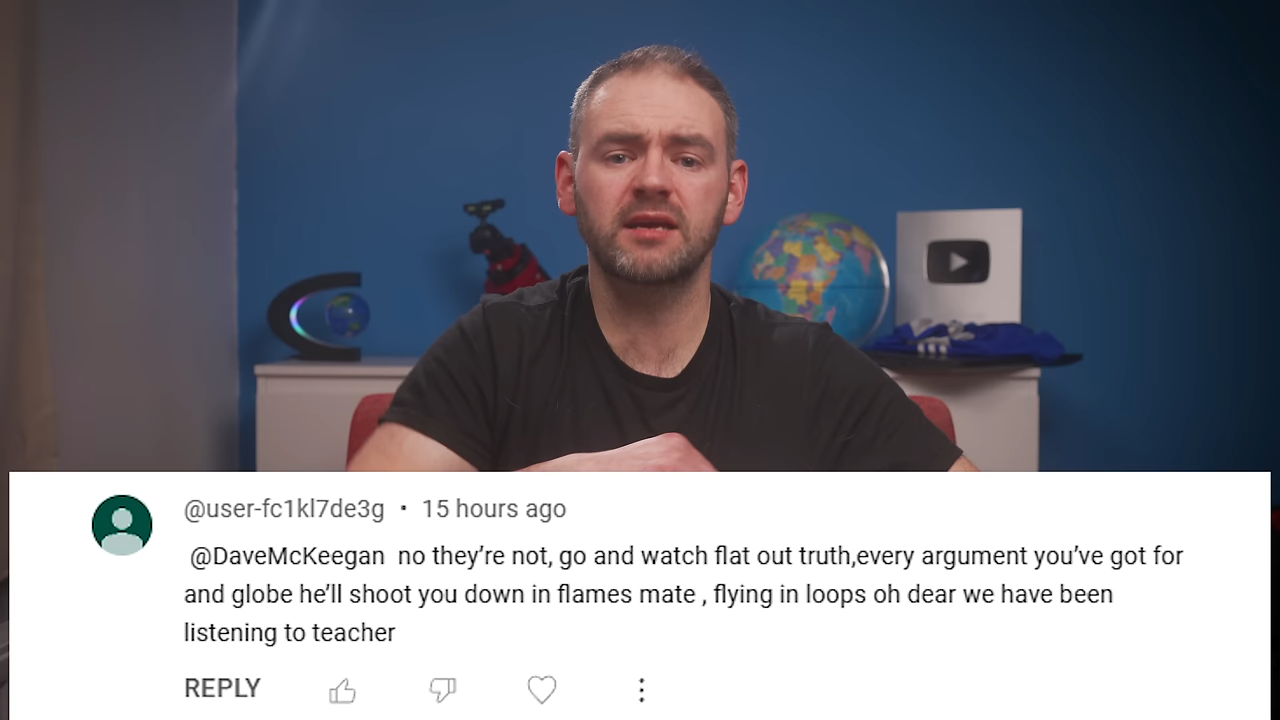 @user-fc1kl7de3g • 15 hours ago
@DaveMcKeegan no they’re not, go and watch flat out truth,every argument you’ve got for
and globe he’ll shoot you down in flames mate , flying in loops oh dear we have been
listening to teacher
REPLY